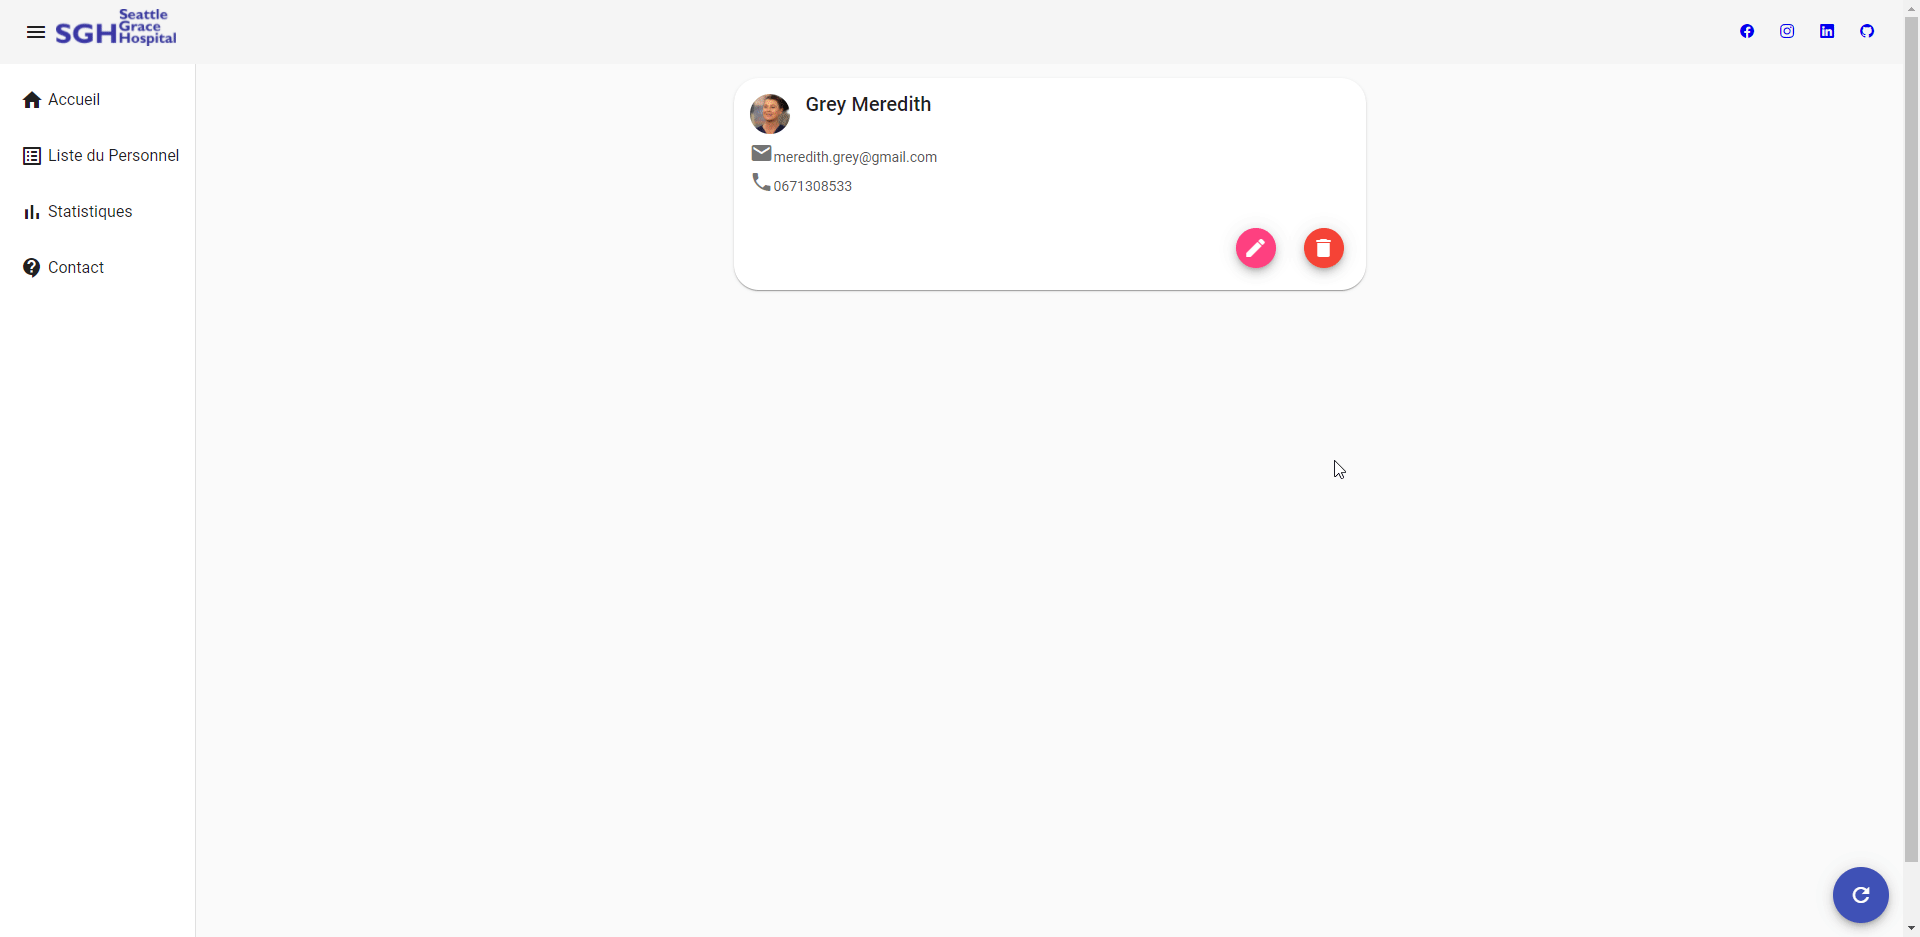 SGH Seattle
Grace
Hospital
Accueil
Liste du Personnel
Statistiques
Contact
Grey Meredith
meredith.grey@gmail.com
0671308533